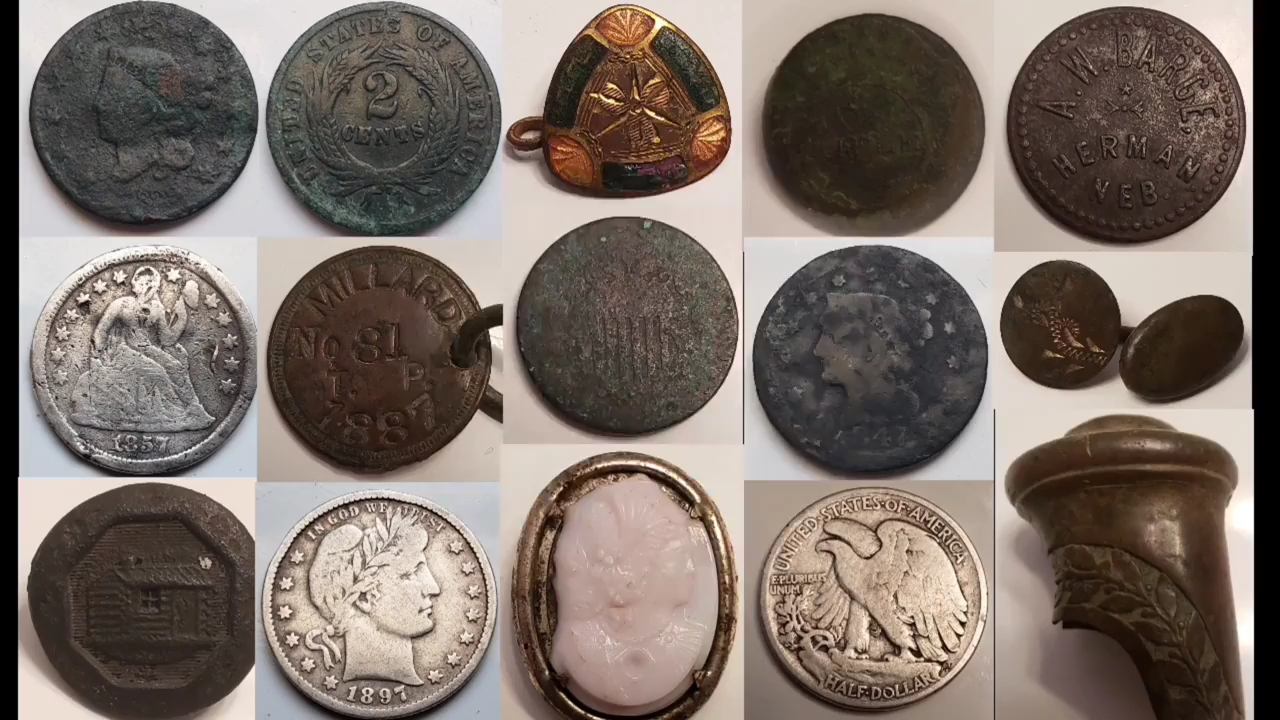 UNITED STATES OF AMERICA
2
CENTS
A. W. BARGE,
HERMAN
NEB.
1857
MILLARD
No 81
T. P.
1887
IN GOD WE TRUST
1897
UNITED·STATES·OF·AMERICA
E·PLURIBUS
UNUM
HALF·DOLLAR